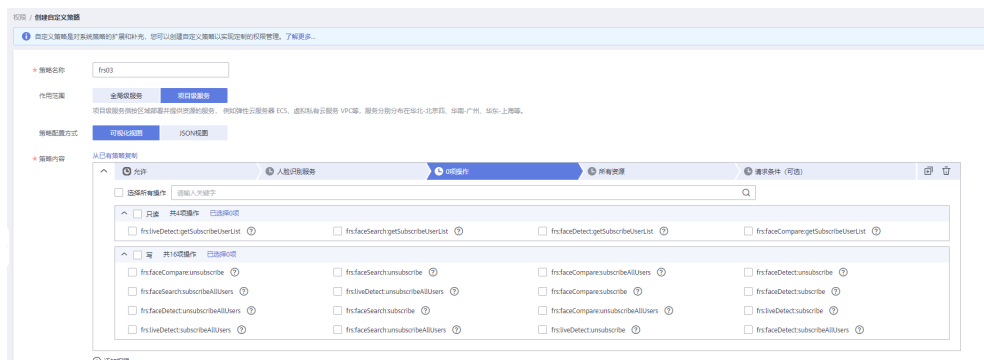 权限 / 创建自定义策略
自定义策略是对系统策略的扩展和补充，您可以创建自定义策略以实现定制的权限管理。了解更多...
* 策略名称 frs03
作用范围 全局级服务 项目级服务
项目级服务指按区域部署并提供资源的服务， 例如弹性云服务器 ECS、虚拟私有云服务 VPC等，服务分别分布在华北-北京四、华南-广州、华东-上海等。
策略配置方式 可视化视图 JSON视图
* 策略内容 从已有策略复制
允许 人脸识别服务 0项操作 所有资源 请求条件（可选）
选择所有操作 请输入关键字
只读 共4项操作 已选择0项
frs:liveDetect:getSubscribeUserList frs:faceSearch:getSubscribeUserList frs:faceDetect:getSubscribeUserList frs:faceCompare:getSubscribeUserList
写 共16项操作 已选择0项
frs:faceCompare:unsubscribe frs:faceSearch:unsubscribe frs:faceCompare:subscribeAllUsers frs:faceDetect:unsubscribe
frs:faceSearch:subscribeAllUsers frs:liveDetect:unsubscribeAllUsers frs:faceCompare:subscribe frs:faceDetect:subscribe
frs:faceDetect:unsubscribeAllUsers frs:faceSearch:subscribe frs:faceCompare:unsubscribeAllUsers frs:liveDetect:subscribe
frs:liveDetect:subscribeAllUsers frs:faceSearch:unsubscribeAllUsers frs:liveDetect:unsubscribe frs:faceDetect:subscribeAllUsers